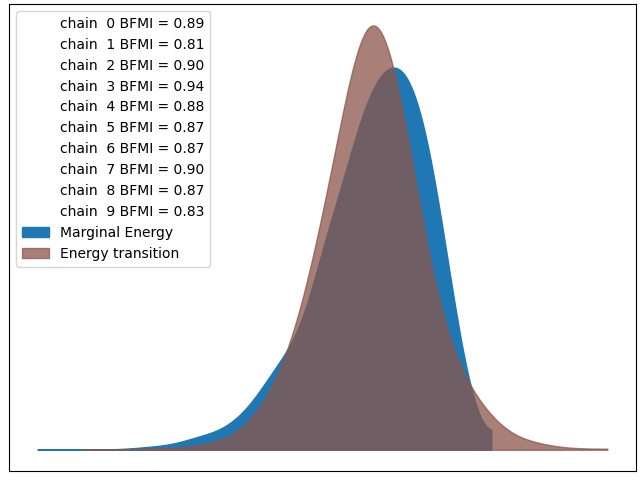 chain  0 BFMI = 0.89
chain  1 BFMI = 0.81
chain  2 BFMI = 0.90
chain  3 BFMI = 0.94
chain  4 BFMI = 0.88
chain  5 BFMI = 0.87
chain  6 BFMI = 0.87
chain  7 BFMI = 0.90
chain  8 BFMI = 0.87
chain  9 BFMI = 0.83
Marginal Energy
Energy transition